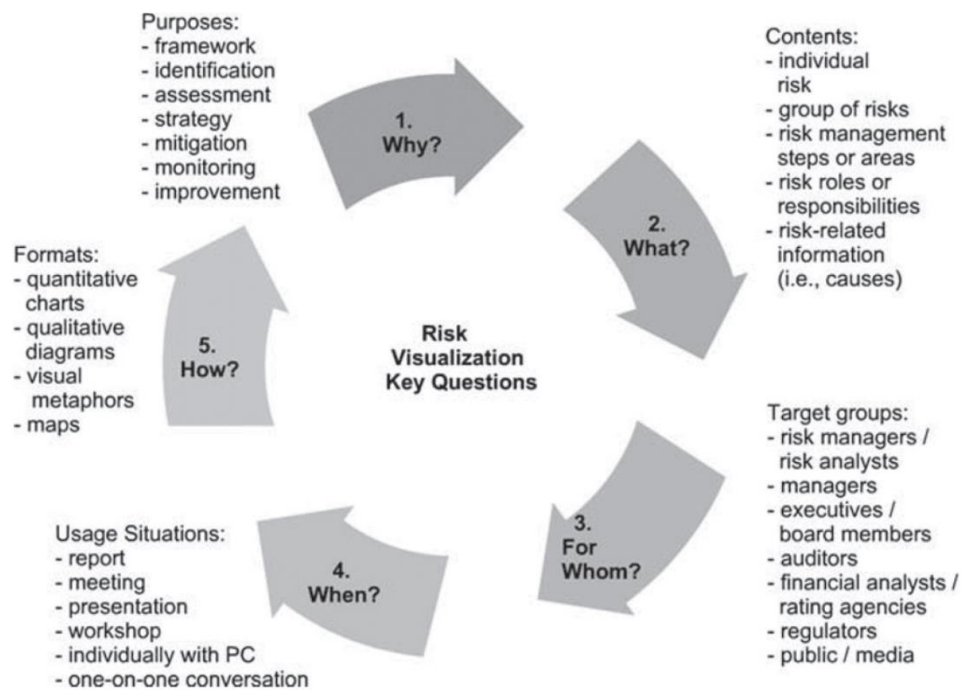 Purposes:
- framework
- identification
- assessment
- strategy
- mitigation
- monitoring
- improvement
1.
Why?
Contents:
- individual
risk
- group of risks
- risk management
steps or areas
- risk roles or
responsibilities
- risk-related
information
(i.e., causes)
2.
What?
Risk
Visualization
Key Questions
Target groups:
- risk managers /
risk analysts
- managers
- executives /
board members
- auditors
- financial analysts /
rating agencies
- regulators
- public / media
3.
For
Whom?
Usage Situations:
- report
- meeting
- presentation
- workshop
- individually with PC
- one-on-one conversation
4.
When?
Formats:
- quantitative
charts
- qualitative
diagrams
- visual
metaphors
- maps
5.
How?